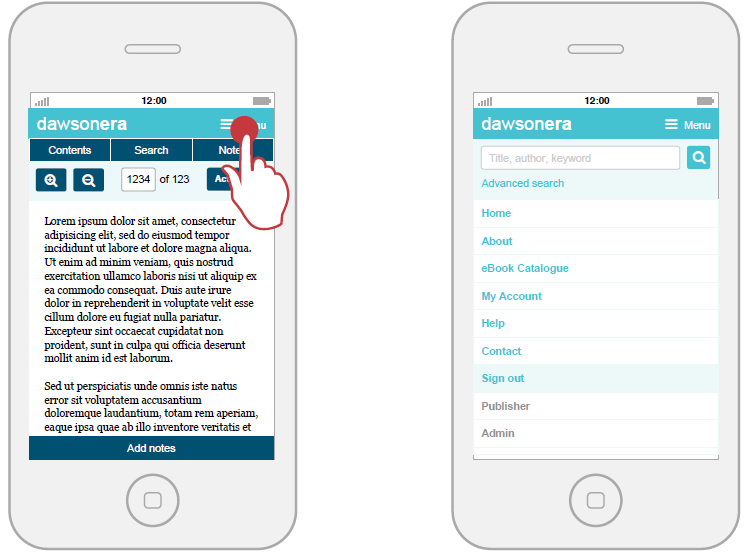 12:00
dawsonera
Contents Search
1234 of 123
Lorem ipsum dolor sit amet, consectetur
adipisicing elit, sed do eiusmod tempor
incididunt ut labore et dolore magna aliqua.
Ut enim ad minim veniam, quis nostrud
exercitation ullamco laboris nisi ut aliquip ex
ea commodo consequat. Duis aute irure
dolor in reprehenderit in voluptate velit esse
cillum dolore eu fugiat nulla pariatur.
Excepteur sint occaecat cupidatat non
proident, sunt in culpa qui officia deserunt
mollit anim id est laborum.
Sed ut perspiciatis unde omnis iste natus
error sit voluptatem accusantium
doloremque laudantium, totam rem aperiam,
eaque ipsa quae ab illo inventore veritatis et
Add notes
12:00
dawsonera Menu
Title, author, keyword
Advanced search
Home
About
eBook Catalogue
My Account
Help
Contact
Sign out
Publisher
Admin